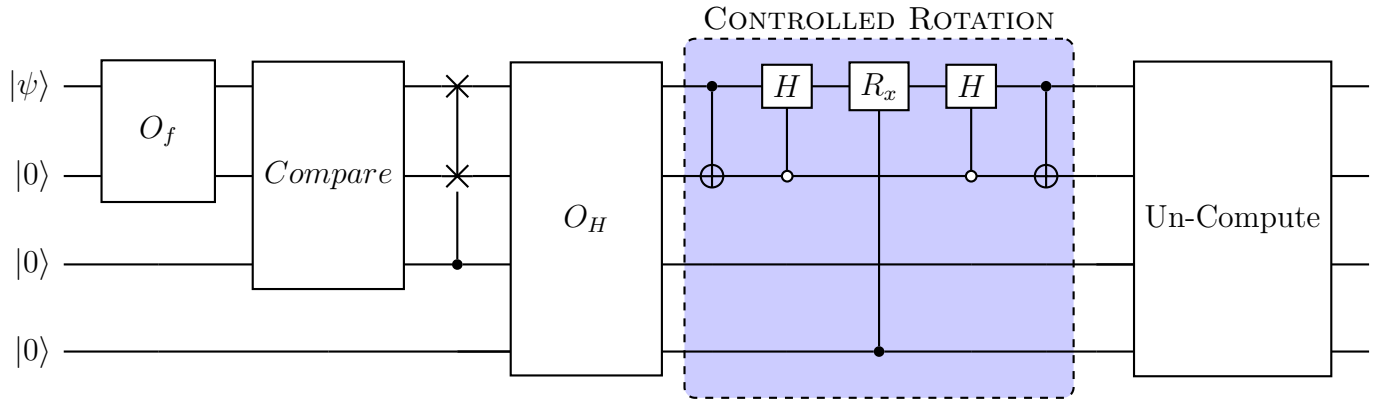 CONTROLLED ROTATION
|ψ⟩
O_f
Compare
O_H
H
R_x
H
Un-Compute
|0⟩
|0⟩
|0⟩